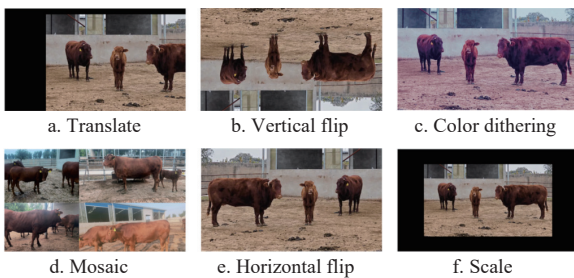 a. Translate
b. Vertical flip
c. Color dithering
d. Mosaic
e. Horizontal flip
f. Scale